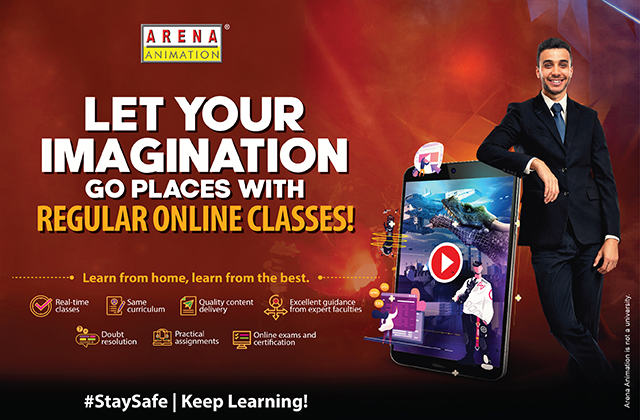 ARENA®
ANIMATION
LET YOUR
IMAGINATION
GO PLACES WITH
REGULAR ONLINE CLASSES!
Learn from home, learn from the best.
Real-time
classes
Same
curriculum
Quality content
delivery
Excellent guidance
from expert faculties
Doubt
resolution
Practical
assignments
Online exams and
certification
#StaySafe | Keep Learning!
Arena Animation is not a university.